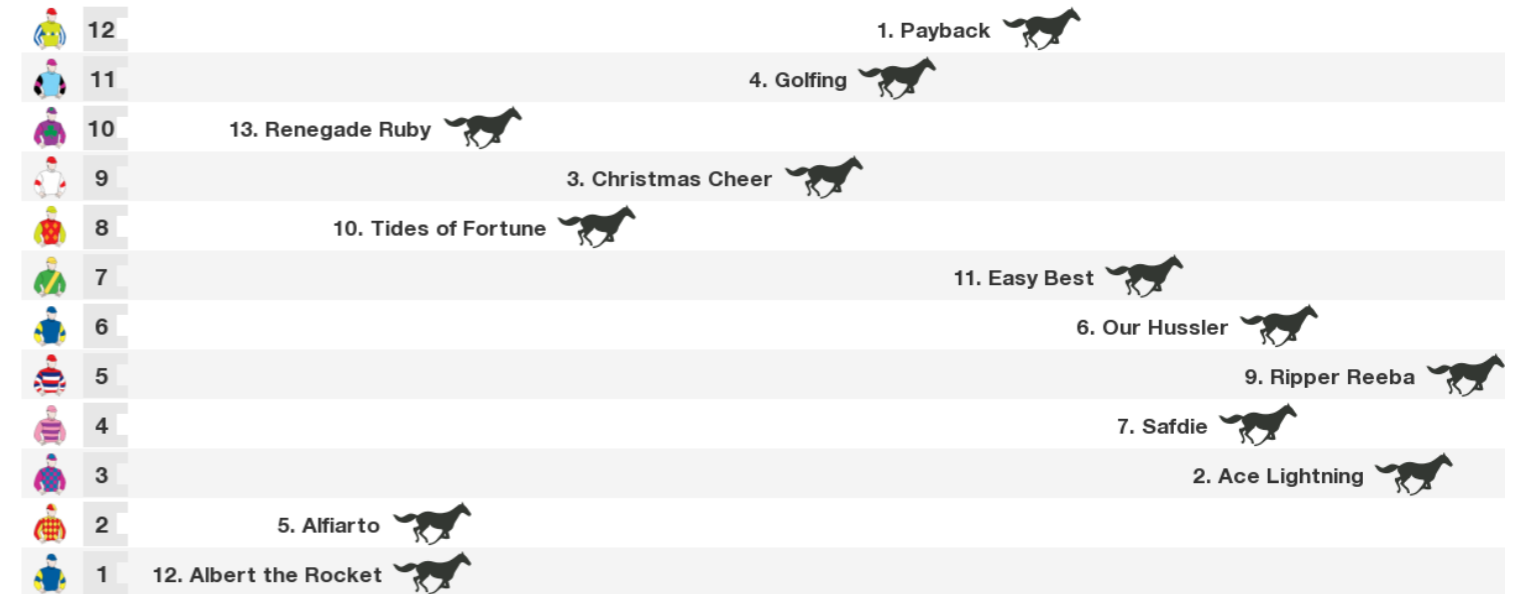 12 1. Payback
11 4. Golfing
10 13. Renegade Ruby
9 3. Christmas Cheer
8 10. Tides of Fortune
7 11. Easy Best
6 6. Our Hussler
5 9. Ripper Reeba
4 7. Safdie
3 2. Ace Lightning
2 5. Alfiarto
1 12. Albert the Rocket